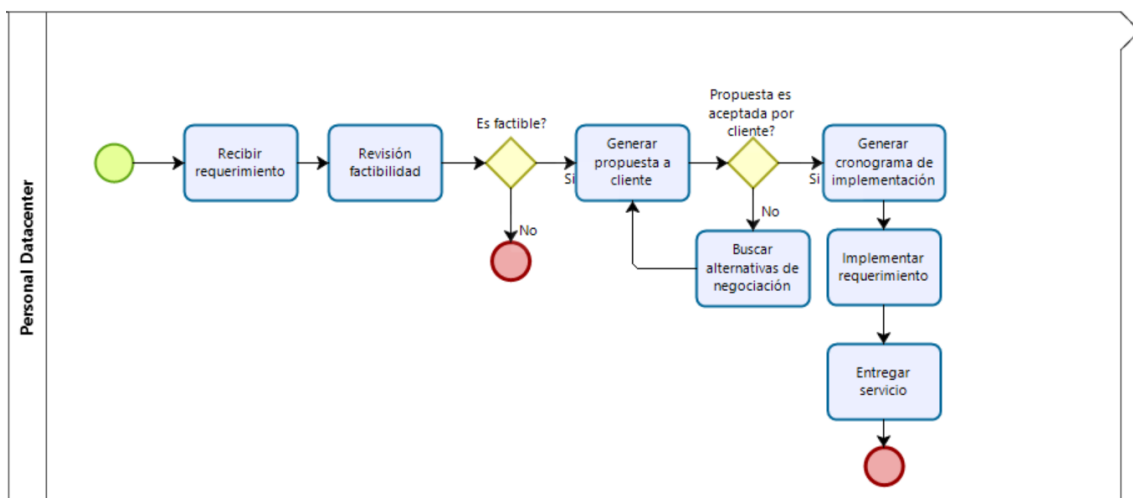 Personal Datacenter
Recibir
requerimiento
Revisión
factibilidad
Es factible?
Si
No
Generar
propuesta a
cliente
Propuesta es
aceptada por
cliente?
Si
No
Buscar
alternativas de
negociación
Generar
cronograma de
implementación
Implementar
requerimiento
Entregar
servicio